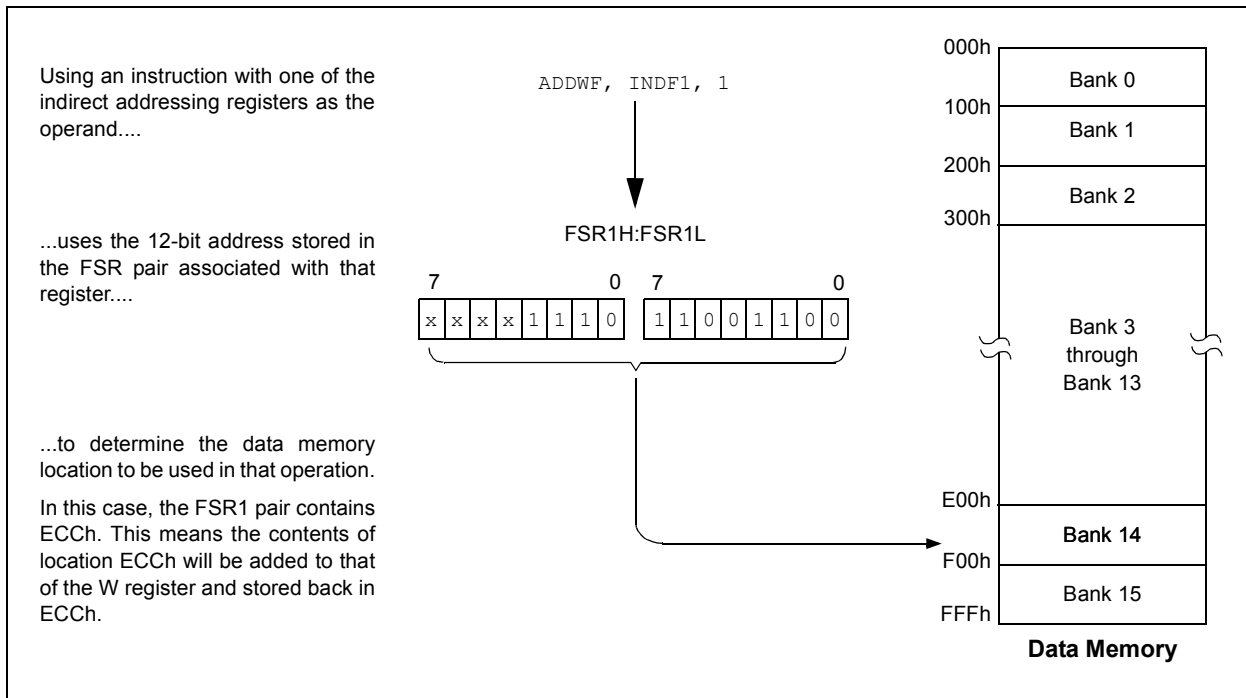 Using an instruction with one of the
indirect addressing registers as the
operand....
ADDWF, INDF1, 1
...uses the 12-bit address stored in
the FSR pair associated with that
register....
FSR1H:FSR1L
7 0 7 0
x x x x 1 1 1 0 1 1 0 0 1 1 0 0
...to determine the data memory
location to be used in that operation.
In this case, the FSR1 pair contains
ECCh. This means the contents of
location ECCh will be added to that
of the W register and stored back in
ECCh.
000h
Bank 0
100h
Bank 1
200h
Bank 2
300h
Bank 3
through
Bank 13
E00h
Bank 14
F00h
Bank 15
FFFh
Data Memory